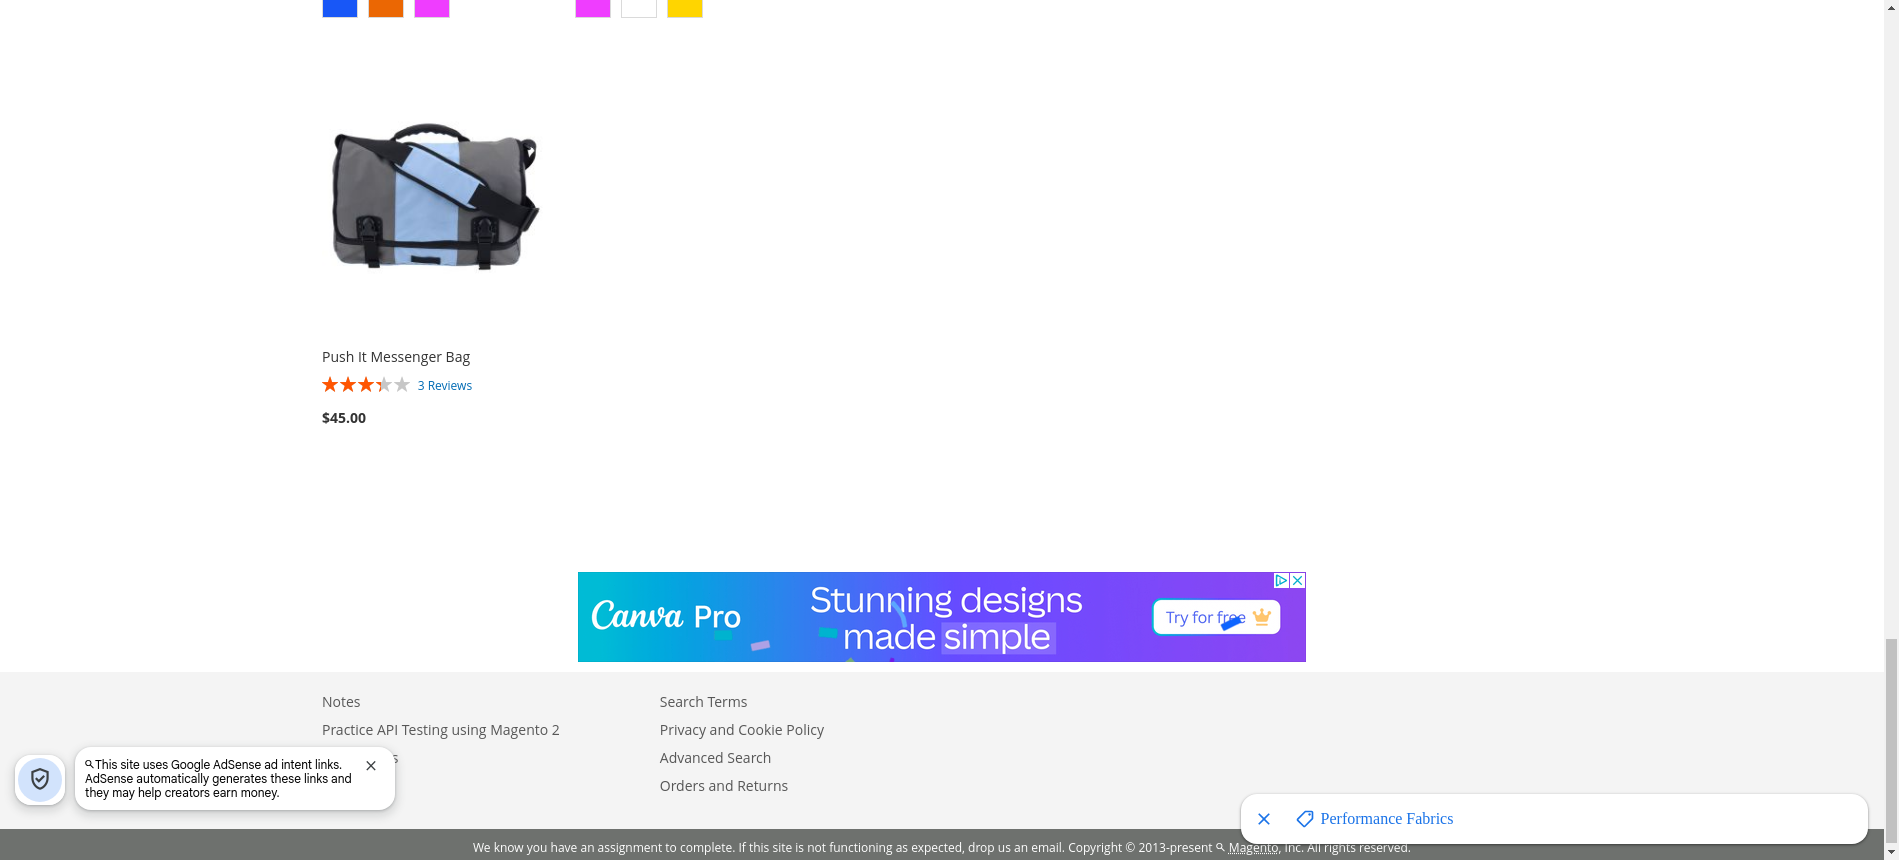 Push It Messenger Bag
3 Reviews
$45.00
Canva Pro
Stunning designs
made simple
Try for free
Notes
Search Terms
Practice API Testing using Magento 2
Privacy and Cookie Policy
Advanced Search
Orders and Returns
This site uses Google AdSense ad intent links.
AdSense automatically generates these links and
they may help creators earn money.
Performance Fabrics
We know you have an assignment to complete. If this site is not functioning as expected, drop us an email. Copyright © 2013-present Magento, Inc. All rights reserved.